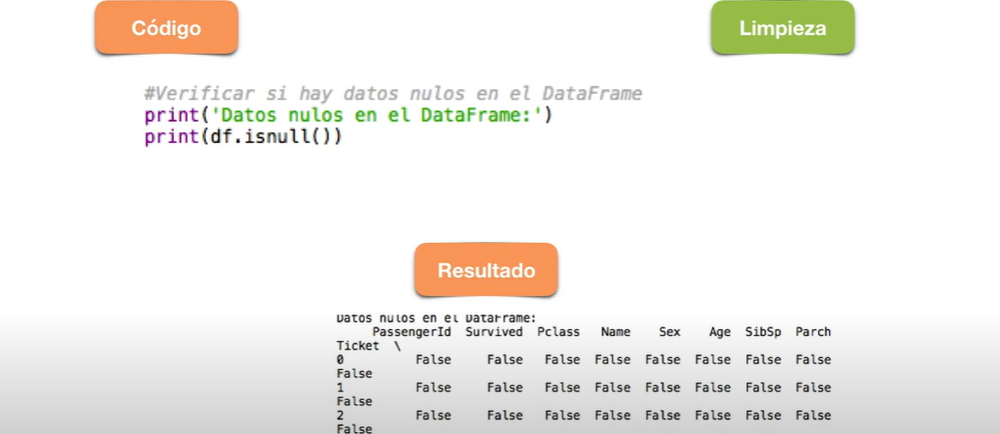 Código
Limpieza
#Verificar si hay datos nulos en el DataFrame
print('Datos nulos en el DataFrame:')
print(df.isnull())
Resultado
Datos nulos en el DataFrame:
PassengerId Survived Pclass Name Sex Age SibSp Parch
Ticket \
0 False False False False False False False False
False
1 False False False False False False False False
False
2 False False False False False False False False
False